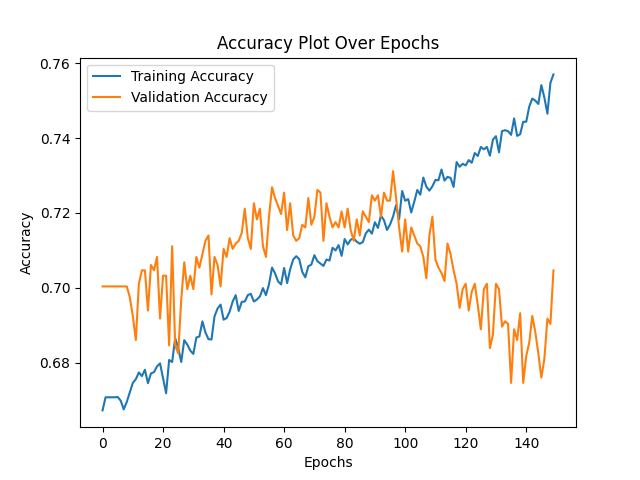 Accuracy Plot Over Epochs
Training Accuracy
Validation Accuracy
0.76
0.74
0.72
0.70
0.68
Accuracy
0 20 40 60 80 100 120 140
Epochs